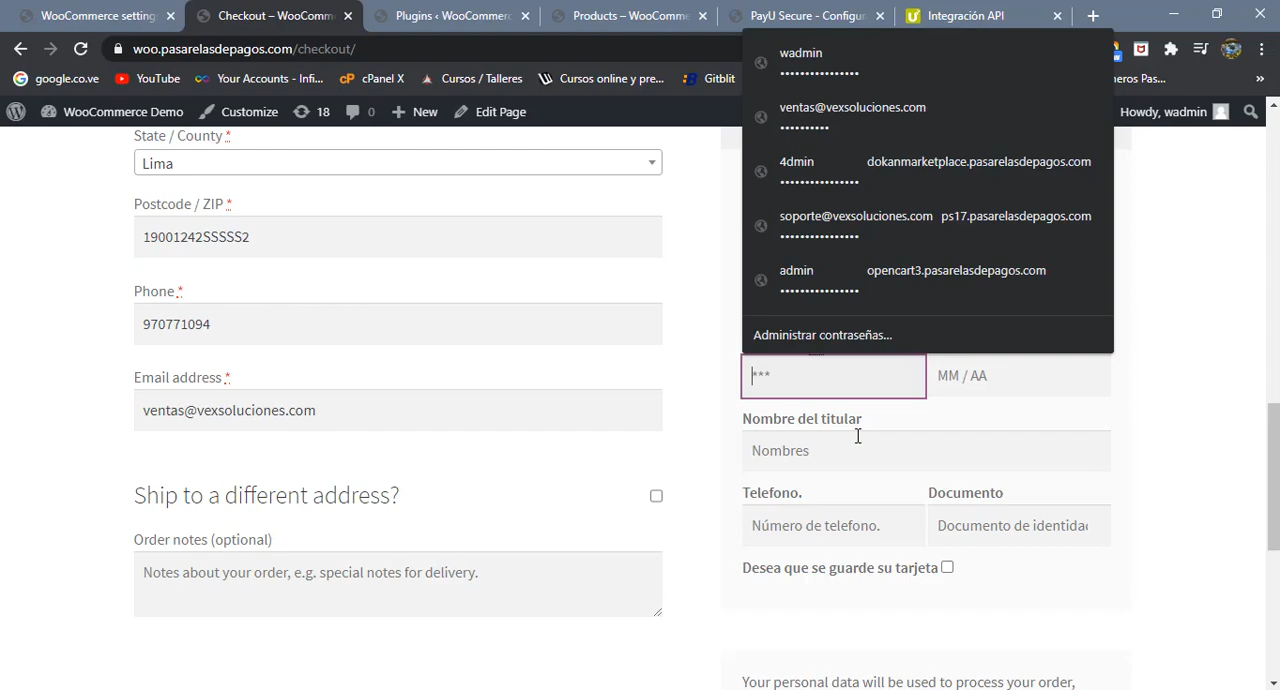 WooCommerce setting
Checkout – WooComm
Plugins ‹ WooCommerc
Products – WooComme
PayU Secure - Configur
Integración API
woo.pasarelasdepagos.com/checkout/
google.co.ve
YouTube
Your Accounts - Infi...
cPanel X
Cursos / Talleres
Cursos online y pre...
Gitblit
neros Pas...
WooCommerce Demo
Customize
18
0
New
Edit Page
Howdy, wadmin
State / County *
Lima
Postcode / ZIP *
19001242SSSSS2
Phone *
970771094
Email address *
ventas@vexsoluciones.com
Ship to a different address?
Order notes (optional)
Notes about your order, e.g. special notes for delivery.
wadmin
••••••••••••••••
ventas@vexsoluciones.com
••••••••••
4dmin dokanmarketplace.pasarelasdepagos.com
••••••••••••••••
soporte@vexsoluciones.com ps17.pasarelasdepagos.com
••••••••••••••••
admin opencart3.pasarelasdepagos.com
••••••••••••••••
Administrar contraseñas...
*** MM / AA
Nombre del titular
Nombres
Telefono. Documento
Número de telefono. Documento de identidad
Desea que se guarde su tarjeta
Your personal data will be used to process your order,